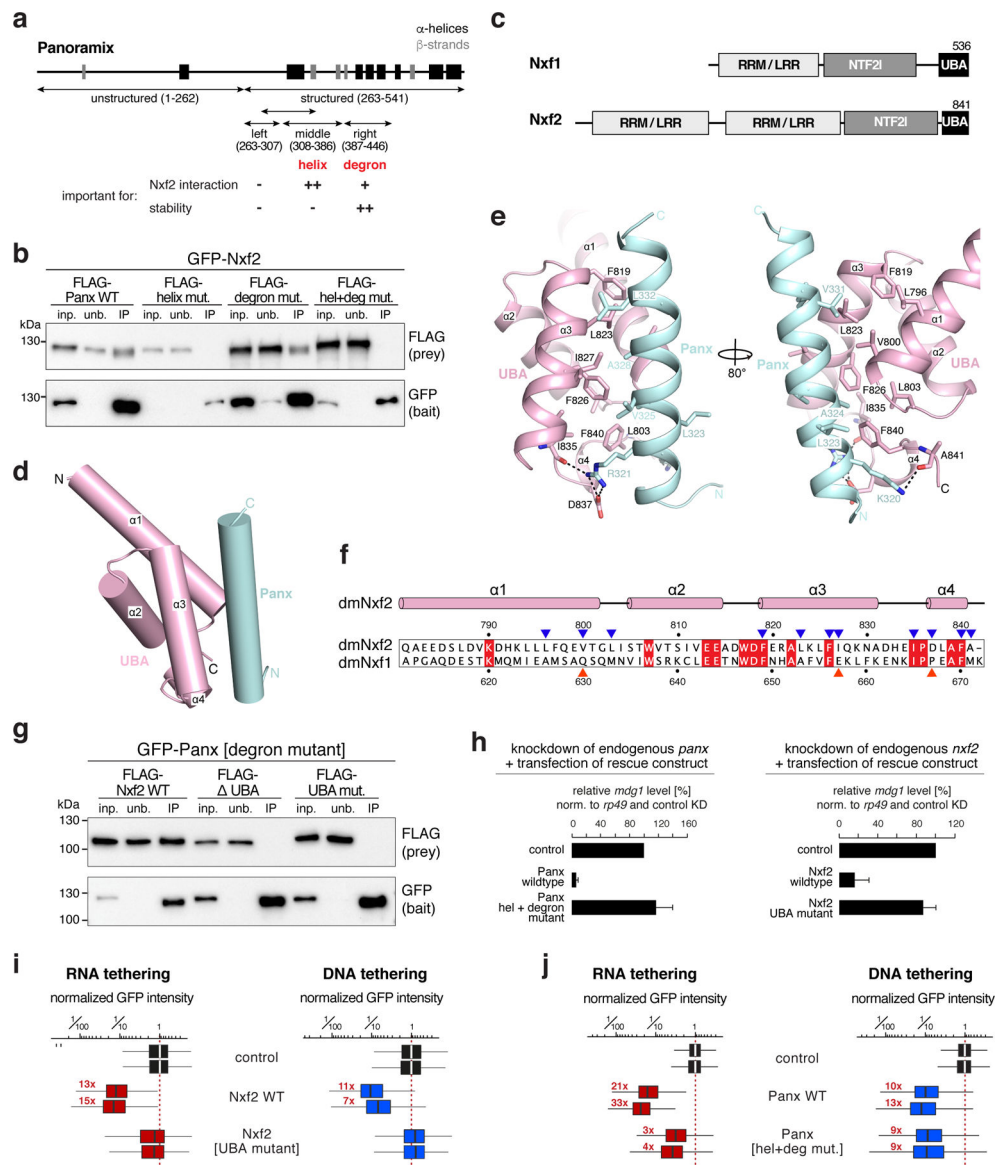 a
α-helices
β-strands
Panoramix
unstructured (1-262)
structured (263-541)
left
(263-307)
middle
(308-386)
right
(387-446)
helix
degron
important for:
Nxf2 interaction
-
++
+
stability
-
-
++
b
GFP-Nxf2
FLAG-
Panx WT
FLAG-
helix mut.
FLAG-
degron mut.
FLAG-
hel+deg mut.
inp. unb. IP
inp. unb. IP
inp. unb. IP
inp. unb. IP
kDa
130
FLAG
(prey)
130
GFP
(bait)
c
Nxf1
RRM / LRR
NTF2l
UBA
536
Nxf2
RRM / LRR
RRM / LRR
NTF2l
UBA
841
d
N
α1
α2
α3
α4
UBA
C
C
Panx
N
e
C
α1
F819
L332
α2
α3
L823
Panx
I827
A328
UBA
F826
V325
L323
F840
L803
I835
α4
R321
D837
N
80°
C
α3
F819
V331
L796
L823
α1
V800
α2
Panx
UBA
F826
L803
I835
A324
F840
L323
A841
α4
C
K320
N
f
α1
α2
α3
α4
dmNxf2
790
800
810
820
830
840
dmNxf2
QAEEDSLDVKDHKLLLFQEVTGLISTWVTSIVEEADWDFERALKLFIQKNADHEIPDLAFA-
dmNxf1
APGAQDESTKMQMIEAMSAQSQMNVIWSRKCLEETNWDFNHAAFVFEKLFKENKIPPEAFMK
620
630
640
650
660
670
g
GFP-Panx [degron mutant]
FLAG-
Nxf2 WT
FLAG-
Δ UBA
FLAG-
UBA mut.
inp. unb. IP
inp. unb. IP
inp. unb. IP
kDa
130
100
FLAG
(prey)
130
100
GFP
(bait)
h
knockdown of endogenous panx
+ transfection of rescue construct
relative mdg1 level [%]
norm. to rp49 and control KD
0 40 80 120 160
control
Panx
wildtype
Panx
hel + degron
mutant
knockdown of endogenous nxf2
+ transfection of rescue construct
relative mdg1 level [%]
norm. to rp49 and control KD
0 40 80 120
control
Nxf2
wildtype
Nxf2
UBA mutant
i
RNA tethering
normalized GFP intensity
1/100 1/10 1
DNA tethering
normalized GFP intensity
1/100 1/10 1
control
13x
15x
Nxf2 WT
11x
7x
Nxf2
[UBA mutant]
j
RNA tethering
normalized GFP intensity
1/100 1/10 1
DNA tethering
normalized GFP intensity
1/100 1/10 1
control
21x
33x
Panx WT
10x
13x
3x
4x
Panx
[hel+deg mut.]
9x
9x